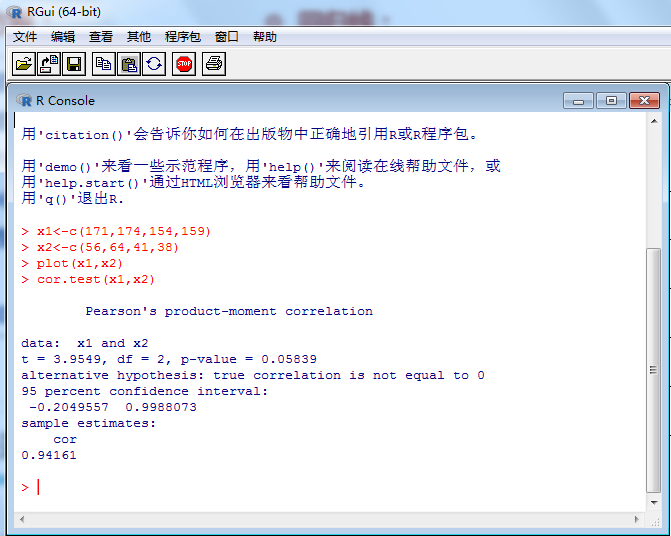 RGui (64-bit)
文件 编辑 查看 其他 程序包 窗口 帮助
STOP
R Console
用'citation()'会告诉你如何在出版物中正确地引用R或R程序包。
用'demo()'来看一些示范程序，用'help()'来阅读在线帮助文件，或
用'help.start()'通过HTML浏览器来看帮助文件。
用'q()'退出R.
> x1<-c(171,174,154,159)
> x2<-c(56,64,41,38)
> plot(x1,x2)
> cor.test(x1,x2)
Pearson's product-moment correlation
data:  x1 and x2
t = 3.9549, df = 2, p-value = 0.05839
alternative hypothesis: true correlation is not equal to 0
95 percent confidence interval:
-0.2049557  0.9988073
sample estimates:
cor
0.94161
>